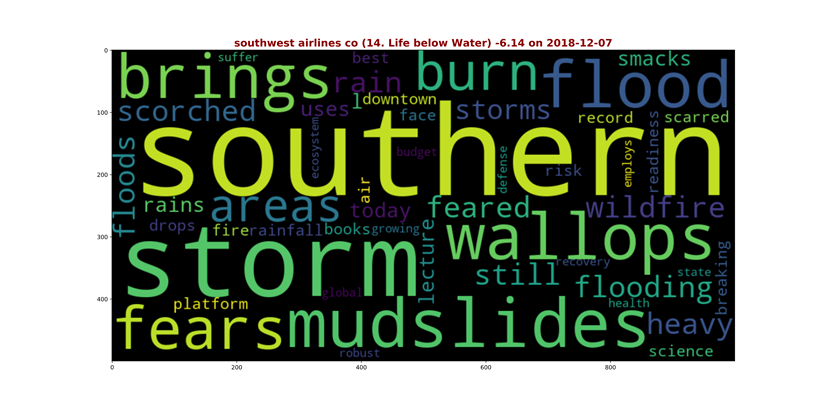 southwest airlines co (14. Life below Water) -6.14 on 2018-12-07
0
100
200
300
400
0 200 400 600 800
brings
suffer
best
rain
burn
flood
smacks
scorched
uses
l
downtown
face
storms
record
scarred
floods
southern
ecosystem
budget
air
defense
risk
employs
readiness
rains
areas
today
feared
wildfire
drops
fire
rainfall
books
growing
lecture
wallops
storm
still
recovery
state
breaking
flooding
global
platform
health
fears
mudslides
heavy
robust
science